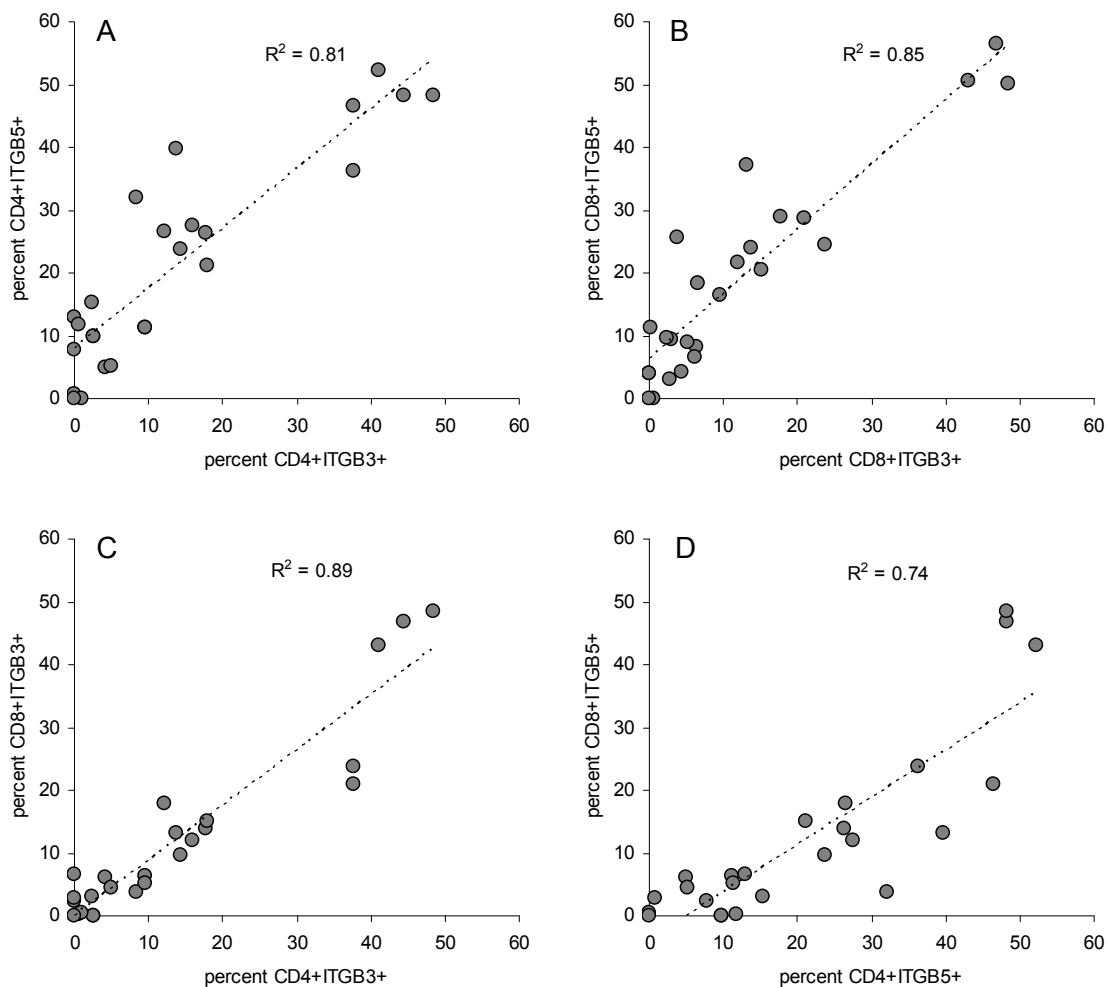 A
R² = 0.81
percent CD4+ITGB5+
60
50
40
30
20
10
0
0 10 20 30 40 50 60
percent CD4+ITGB3+
B
R² = 0.85
percent CD8+ITGB5+
60
50
40
30
20
10
0
0 10 20 30 40 50 60
percent CD8+ITGB3+
C
R² = 0.89
percent CD8+ITGB3+
60
50
40
30
20
10
0
0 10 20 30 40 50 60
percent CD4+ITGB3+
D
R² = 0.74
percent CD8+ITGB5+
60
50
40
30
20
10
0
0 10 20 30 40 50 60
percent CD4+ITGB5+